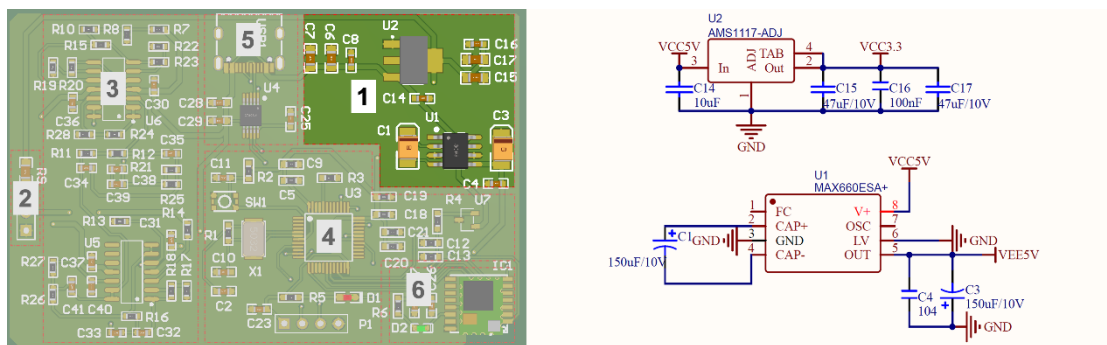 R10
R8
R7
R15
R22
R23
R19
R20
3
C30
C36
U6
R28
R24
R11
R12
C35
R21
C34
C38
C39
R25
R9
2
R13
C31
R14
U5
R27
C37
R18
R17
R26
C41
C40
R16
C33
C32
5
U4
C28
C29
C25
C7
C6
C8
U2
C16
C17
C15
1
C14
C1
U1
C3
C4
C11
R2
C9
C5
R3
U3
SW1
R1
4
C10
X1
C2
C19
C18
R4
U7
C21
C12
C13
C20
IC1
6
R5
D1
R6
D2
C23
P1
U2
AMS1117-ADJ
VCC5V
3
In
ADJ
TAB
Out
4
2
VCC3.3
1
C14
10uF
C15
47uF/10V
C16
100nF
C17
47uF/10V
GND
VCC5V
U1
MAX660ESA+
1
FC
V+
8
2
CAP+
OSC
7
3
GND
LV
6
4
CAP-
OUT
5
C1
GND
150uF/10V
GND
VEE5V
C4
104
C3
150uF/10V
GND